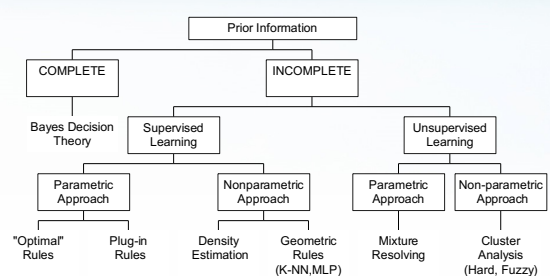 Prior Information
COMPLETE
INCOMPLETE
Bayes Decision
Theory
Supervised
Learning
Unsupervised
Learning
Parametric
Approach
Nonparametric
Approach
Parametric
Approach
Non-parametric
Approach
"Optimal"
Rules
Plug-in
Rules
Density
Estimation
Geometric
Rules
(K-NN,MLP)
Mixture
Resolving
Cluster
Analysis
(Hard, Fuzzy)